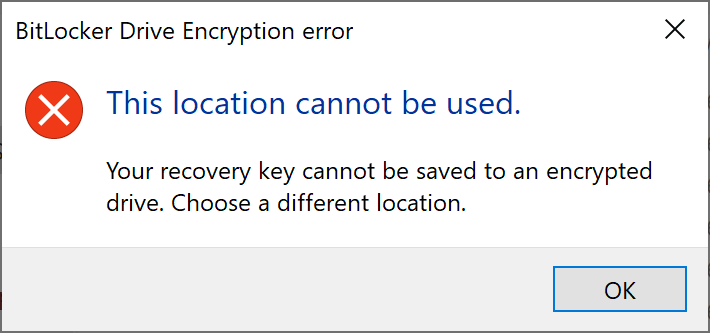 BitLocker Drive Encryption error
This location cannot be used.
Your recovery key cannot be saved to an encrypted
drive. Choose a different location.
OK